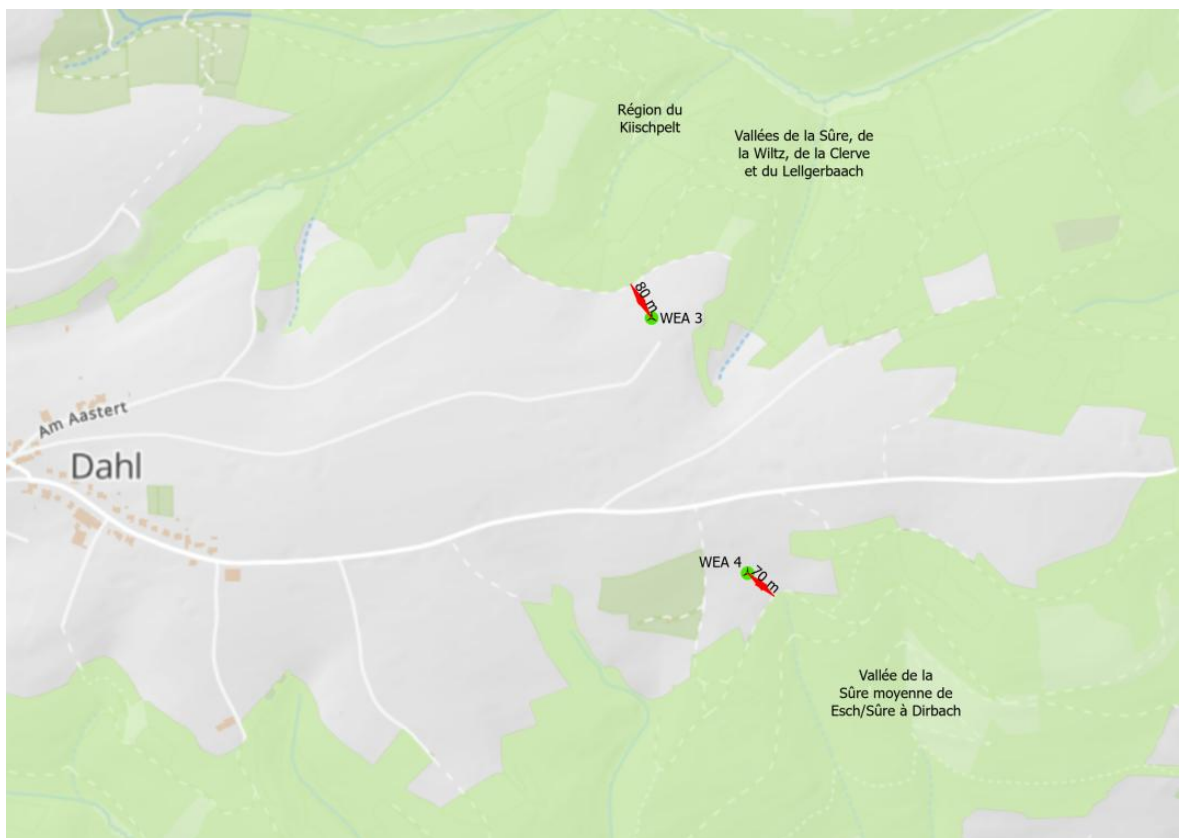 Région du
Kiischpelt
Vallées de la Sûre, de
la Wiltz, de la Clerve
et du Lellgerbaach
80 m
WEA 3
Am Aastert
Dahl
WEA 4
70 m
Vallée de la
Sûre moyenne de
Esch/Sûre à Dirbach